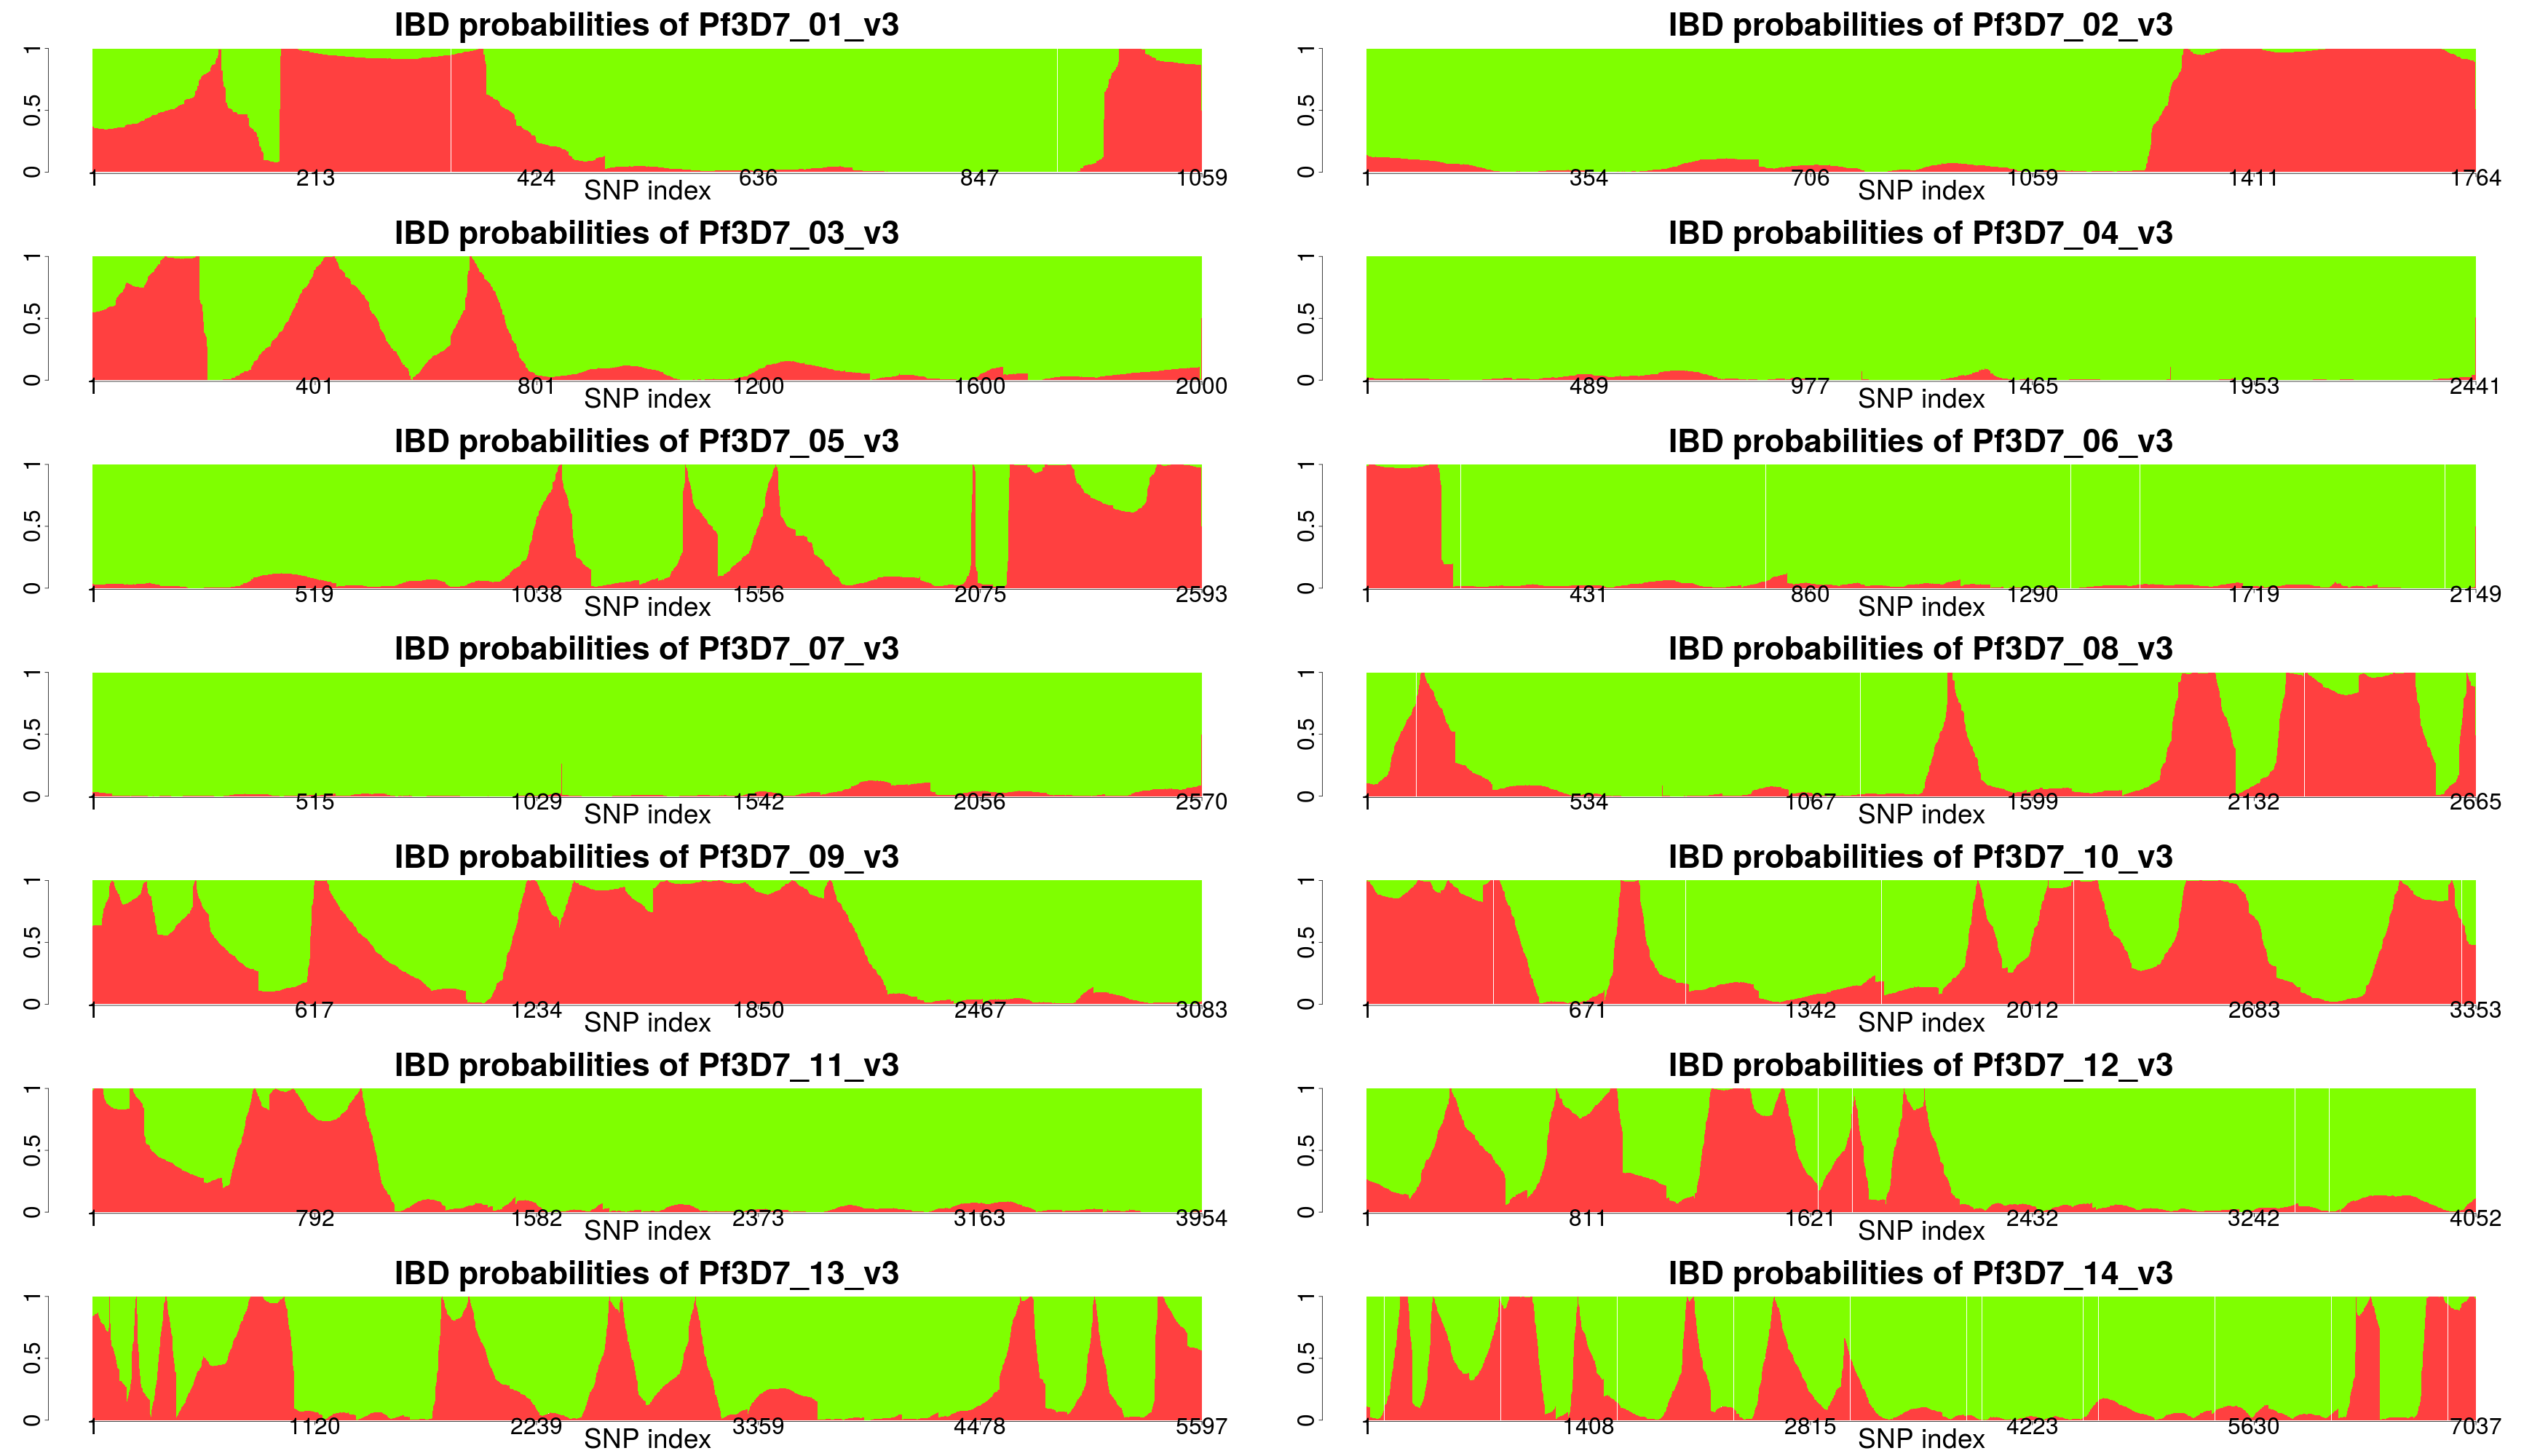 IBD probabilities of Pf3D7_01_v3
0 0.5 1
1 213 424 636 847 1059
SNP index
IBD probabilities of Pf3D7_02_v3
0 0.5 1
1 354 706 1059 1411 1764
SNP index
IBD probabilities of Pf3D7_03_v3
0 0.5 1
1 401 801 1200 1600 2000
SNP index
IBD probabilities of Pf3D7_04_v3
0 0.5 1
1 489 977 1465 1953 2441
SNP index
IBD probabilities of Pf3D7_05_v3
0 0.5 1
1 519 1038 1556 2075 2593
SNP index
IBD probabilities of Pf3D7_06_v3
0 0.5 1
1 431 860 1290 1719 2149
SNP index
IBD probabilities of Pf3D7_07_v3
0 0.5 1
1 515 1029 1542 2056 2570
SNP index
IBD probabilities of Pf3D7_08_v3
0 0.5 1
1 534 1067 1599 2132 2665
SNP index
IBD probabilities of Pf3D7_09_v3
0 0.5 1
1 617 1234 1850 2467 3083
SNP index
IBD probabilities of Pf3D7_10_v3
0 0.5 1
1 671 1342 2012 2683 3353
SNP index
IBD probabilities of Pf3D7_11_v3
0 0.5 1
1 792 1582 2373 3163 3954
SNP index
IBD probabilities of Pf3D7_12_v3
0 0.5 1
1 811 1621 2432 3242 4052
SNP index
IBD probabilities of Pf3D7_13_v3
0 0.5 1
1 1120 2239 3359 4478 5597
SNP index
IBD probabilities of Pf3D7_14_v3
0 0.5 1
1 1408 2815 4223 5630 7037
SNP index